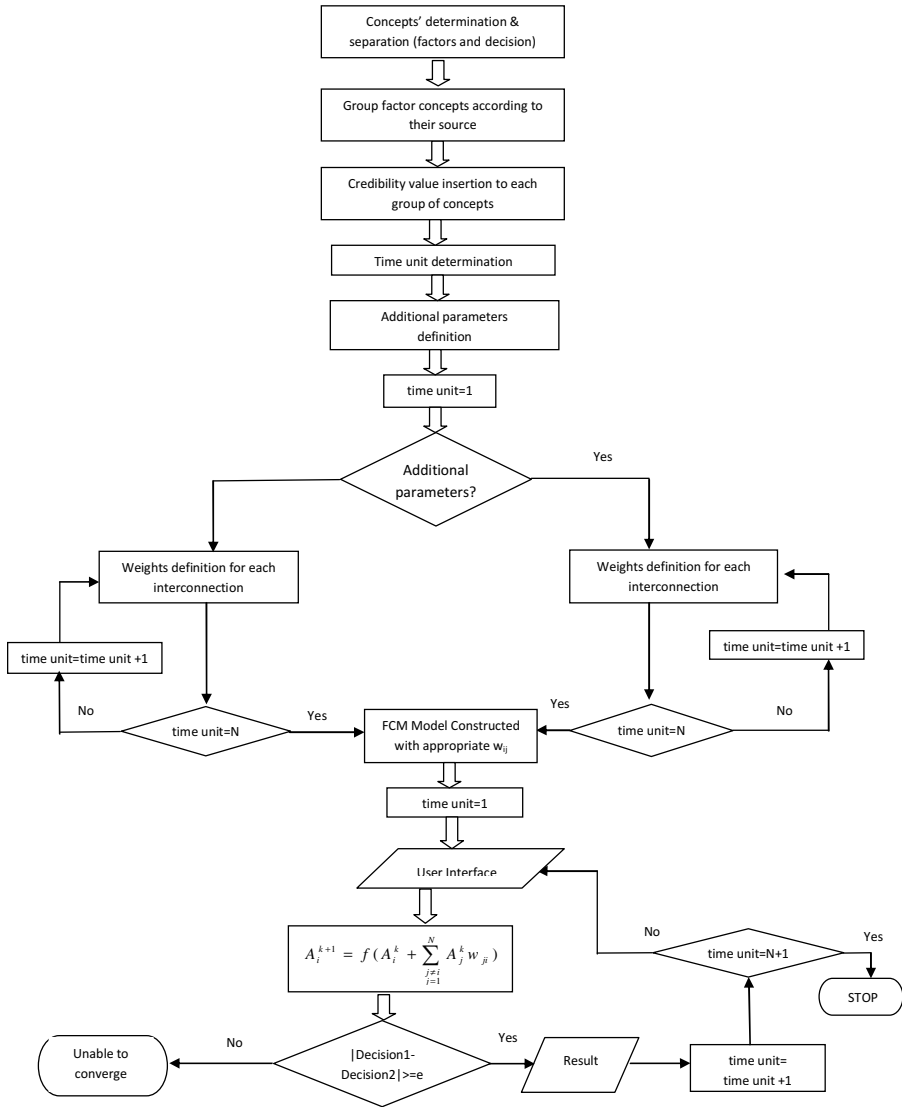 Concepts' determination &
separation (factors and decision)
Group factor concepts according to
their source
Credibility value insertion to each
group of concepts
Time unit determination
Additional parameters
definition
time unit=1
Additional
parameters?
Yes
Weights definition for each
interconnection
Weights definition for each
interconnection
time unit=time unit +1
time unit=time unit +1
No
time unit=N
Yes
FCM Model Constructed
with appropriate wij
Yes
time unit=N
No
time unit=1
User Interface
A_i^{k+1} = f ( A_i^k + \sum_{\substack{j \neq i \\ j=1}}^{N} A_j^k w_{ji} )
No
time unit=N+1
Yes
STOP
Unable to
converge
No
|Decision1-
Decision2|>=e
Yes
Result
time unit=
time unit +1